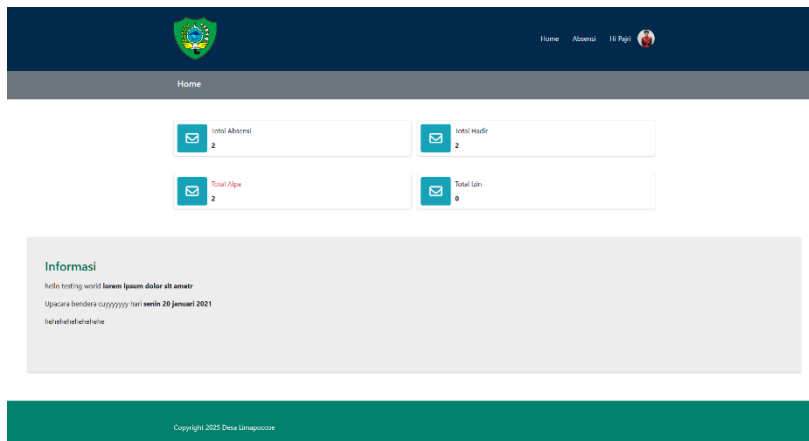 Home Absensi Hi Fajri
Home
Total Absensi
2
Total Hadir
2
Total Alpa
2
Total Izin
0
Informasi
hello testing world lorem ipsum dolor sit ametr
Upacara bendera cuyyyyyyy hari senin 20 januari 2021
hehehehehehehehe
Copyright 2025 Desa Limapoccoe